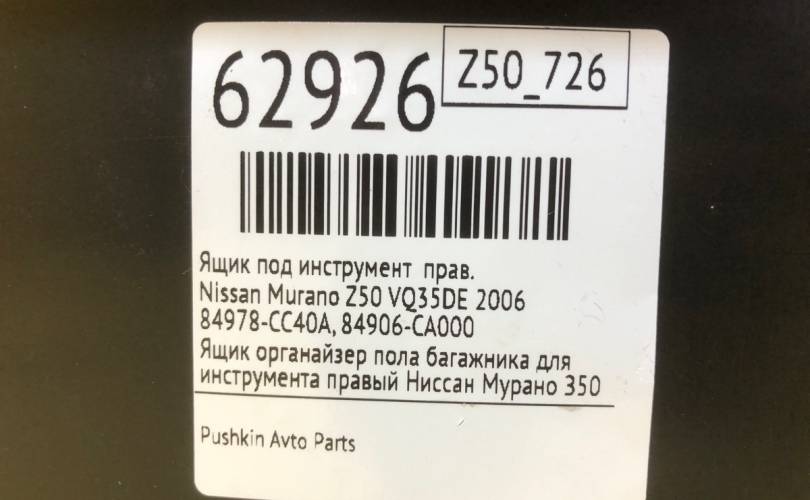 62926
Z50_726
Ящик под инструмент прав.
Nissan Murano Z50 VQ35DE 2006
84978-CC40A, 84906-CA000
Ящик органайзер пола багажника для
инструмента правый Ниссан Мурано З50
Pushkin Avto Parts